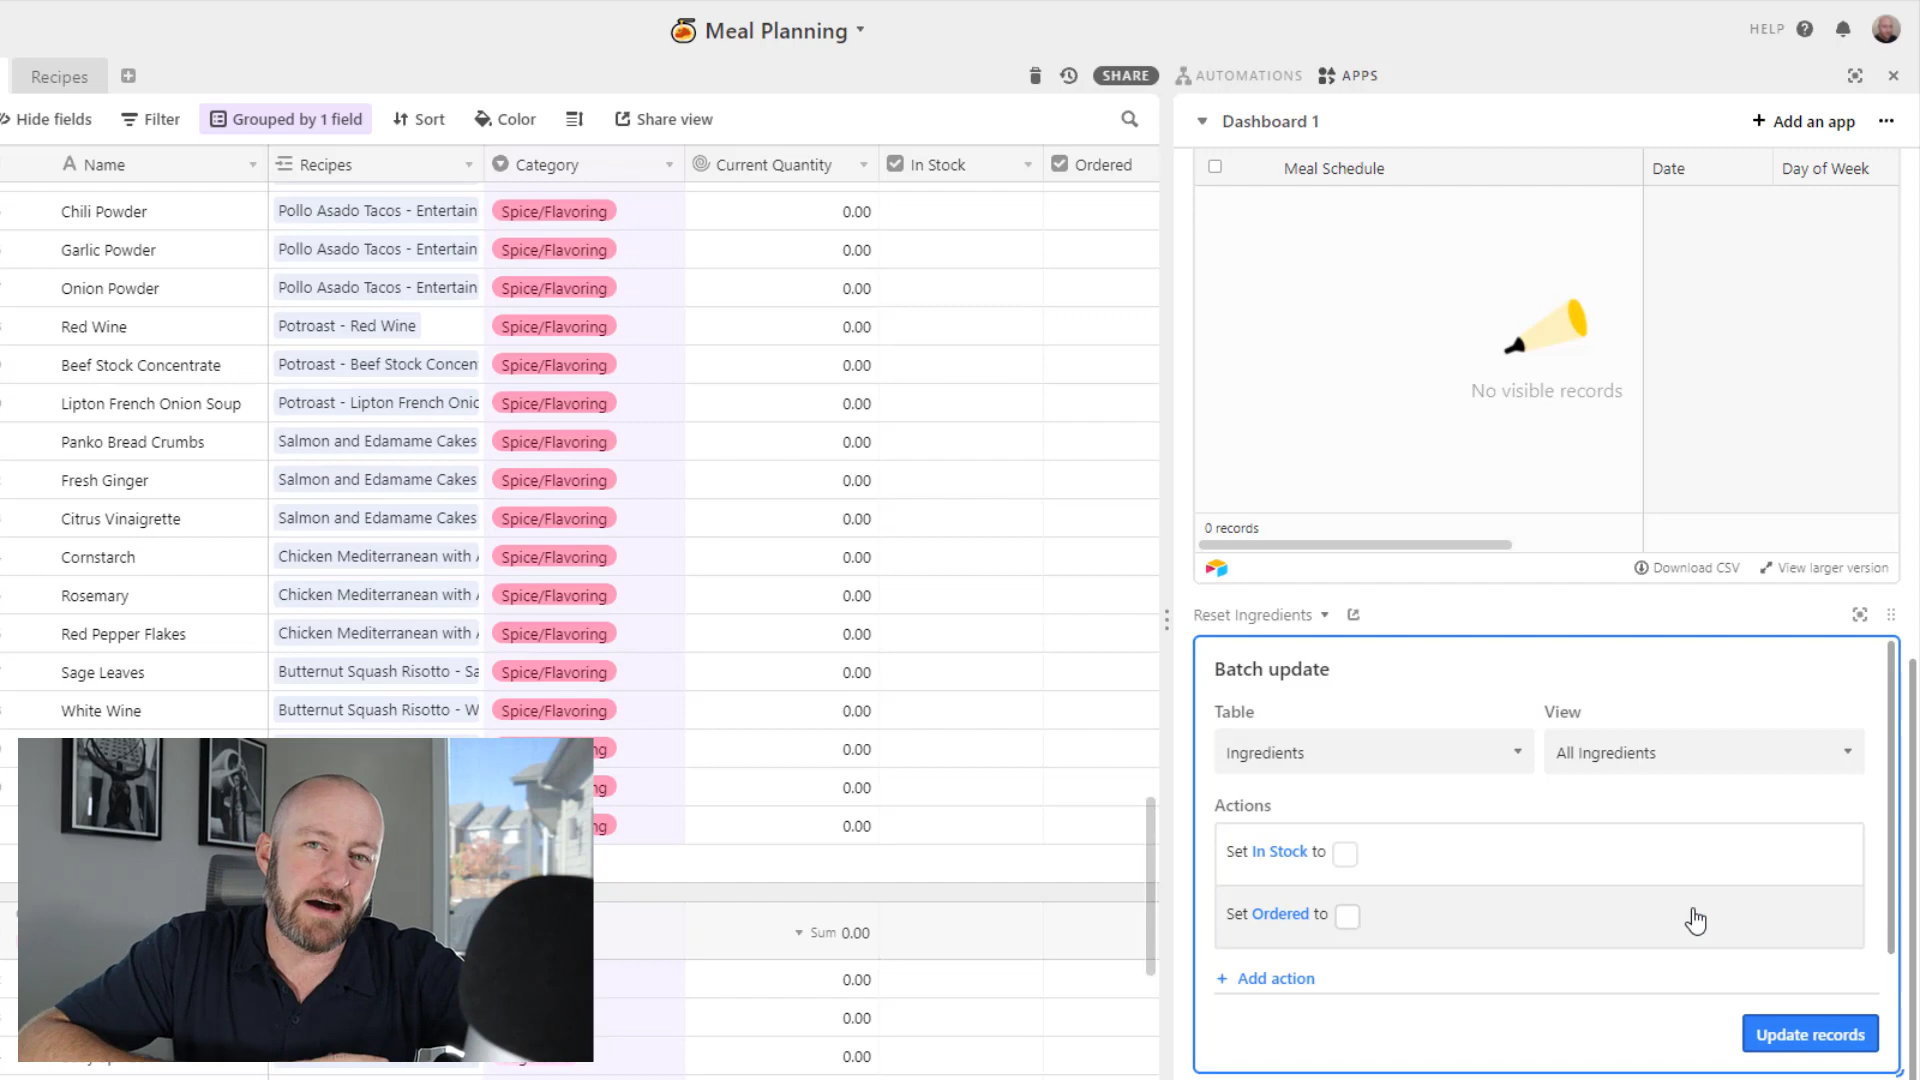 Meal Planning
HELP
Recipes
SHARE
AUTOMATIONS
APPS
Hide fields
Filter
Grouped by 1 field
Sort
Color
Share view
Dashboard 1
+ Add an app
Name
Recipes
Category
Current Quantity
In Stock
Ordered
Chili Powder
Pollo Asado Tacos - Entertain
Spice/Flavoring
0.00
Garlic Powder
Pollo Asado Tacos - Entertain
Spice/Flavoring
0.00
Onion Powder
Pollo Asado Tacos - Entertain
Spice/Flavoring
0.00
Red Wine
Potroast - Red Wine
Spice/Flavoring
0.00
Beef Stock Concentrate
Potroast - Beef Stock Concen
Spice/Flavoring
0.00
Lipton French Onion Soup
Potroast - Lipton French Onic
Spice/Flavoring
0.00
Panko Bread Crumbs
Salmon and Edamame Cakes
Spice/Flavoring
0.00
Fresh Ginger
Salmon and Edamame Cakes
Spice/Flavoring
0.00
Citrus Vinaigrette
Salmon and Edamame Cakes
Spice/Flavoring
0.00
Cornstarch
Chicken Mediterranean with
Spice/Flavoring
0.00
Rosemary
Chicken Mediterranean with
Spice/Flavoring
0.00
Red Pepper Flakes
Chicken Mediterranean with
Spice/Flavoring
0.00
Sage Leaves
Butternut Squash Risotto - Sa
Spice/Flavoring
0.00
White Wine
Butternut Squash Risotto - W
Spice/Flavoring
0.00
ng
0.00
ng
0.00
ng
0.00
Sum 0.00
0.00
0.00
0.00
Meal Schedule
Date
Day of Week
No visible records
0 records
Download CSV
View larger version
Reset Ingredients
Batch update
Table
View
Ingredients
All Ingredients
Actions
Set In Stock to
Set Ordered to
+ Add action
Update records